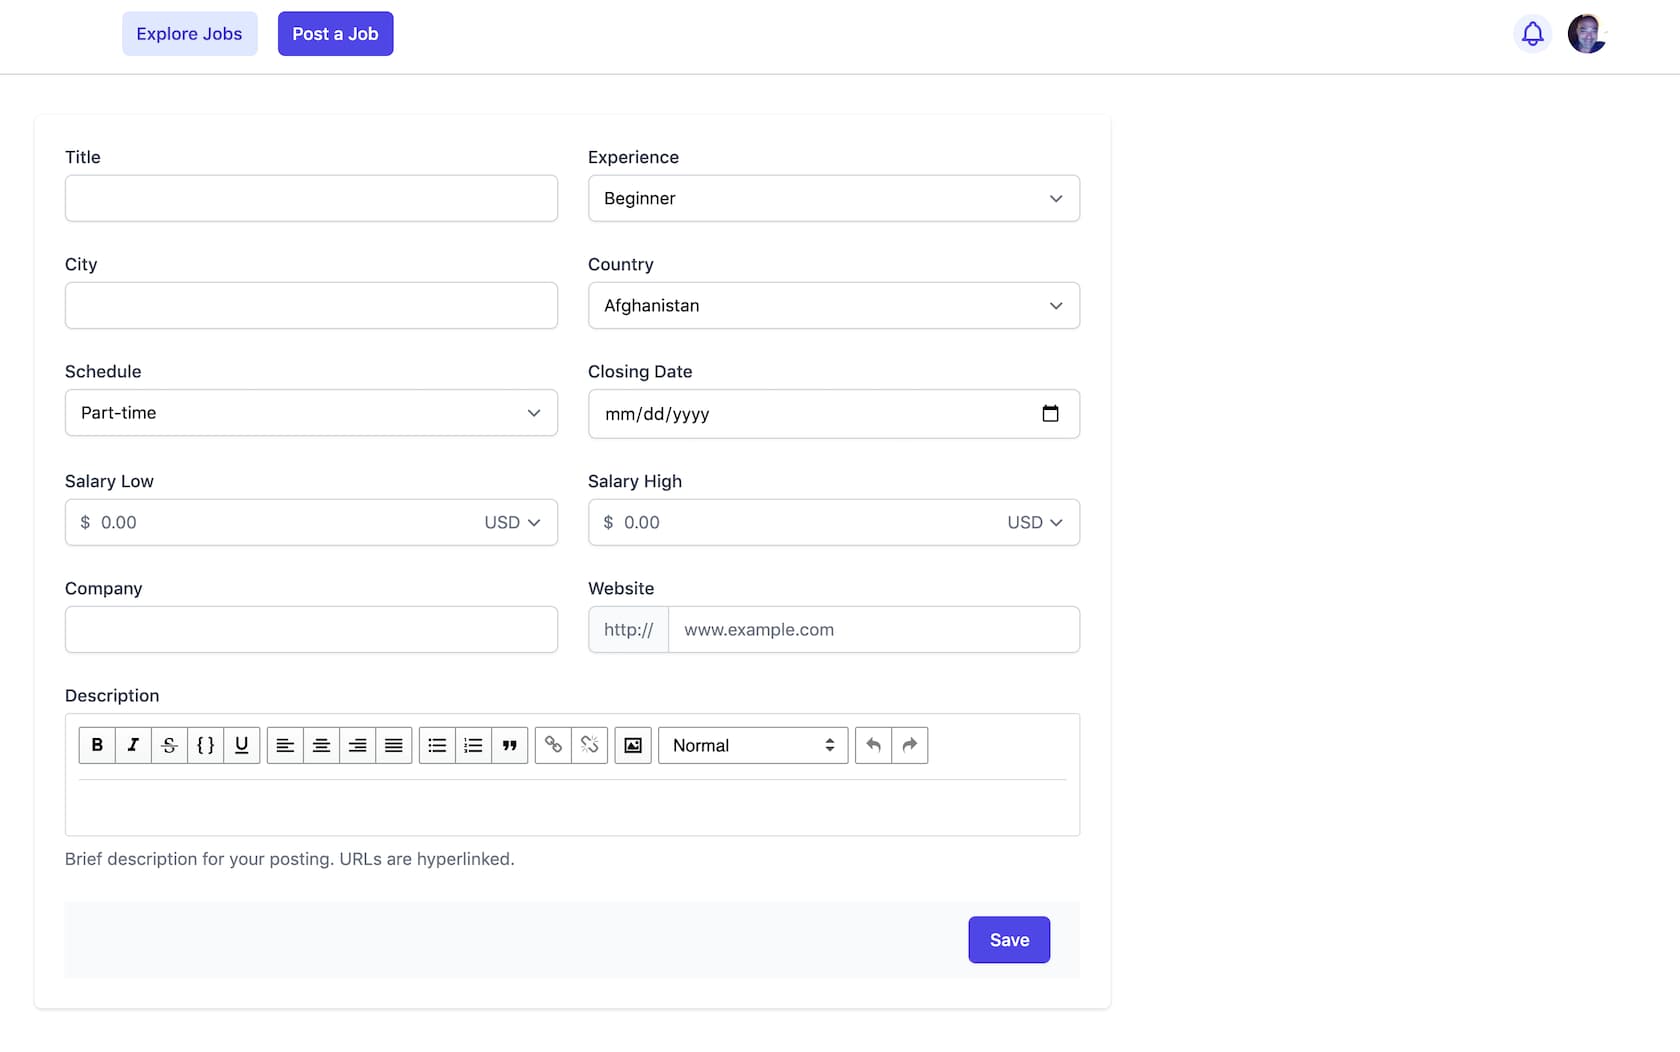 Explore Jobs Post a Job
Title Experience
Beginner
City Country
Afghanistan
Schedule Closing Date
Part-time mm/dd/yyyy
Salary Low Salary High
$ 0.00 USD $ 0.00 USD
Company Website
http:// www.example.com
Description
B I S {} U Normal
Brief description for your posting. URLs are hyperlinked.
Save